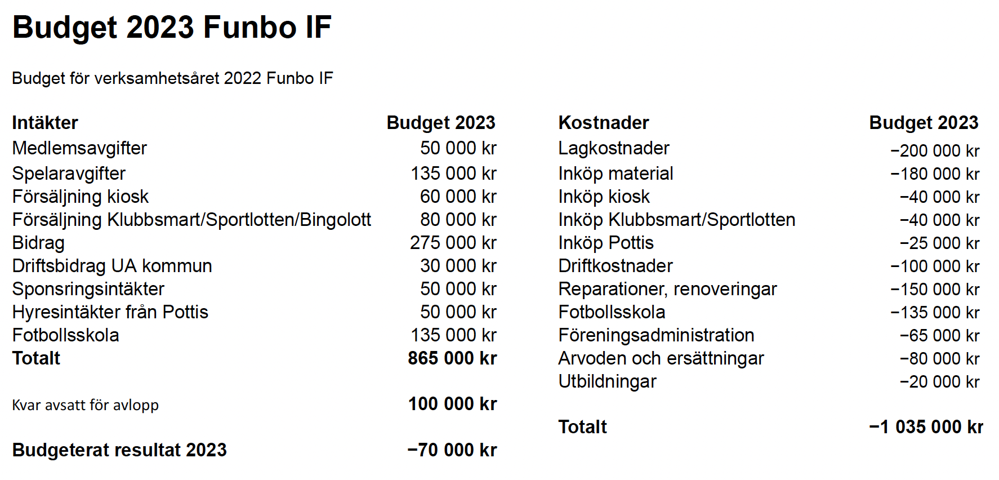 Budget 2023 Funbo IF
Budget för verksamhetsåret 2022 Funbo IF
Intäkter Budget 2023
Medlemsavgifter 50 000 kr
Spelaravgifter 135 000 kr
Försäljning kiosk 60 000 kr
Försäljning Klubbsmart/Sportlotten/Bingolott 80 000 kr
Bidrag 275 000 kr
Driftsbidrag UA kommun 30 000 kr
Sponsringsintäkter 50 000 kr
Hyresintäkter från Pottis 50 000 kr
Fotbollsskola 135 000 kr
Totalt 865 000 kr
Kvar avsatt för avlopp 100 000 kr
Budgeterat resultat 2023 −70 000 kr
Kostnader Budget 2023
Lagkostnader −200 000 kr
Inköp material −180 000 kr
Inköp kiosk −40 000 kr
Inköp Klubbsmart/Sportlotten −40 000 kr
Inköp Pottis −25 000 kr
Driftkostnader −100 000 kr
Reparationer, renoveringar −150 000 kr
Fotbollsskola −135 000 kr
Föreningsadministration −65 000 kr
Arvoden och ersättningar −80 000 kr
Utbildningar −20 000 kr
Totalt −1 035 000 kr